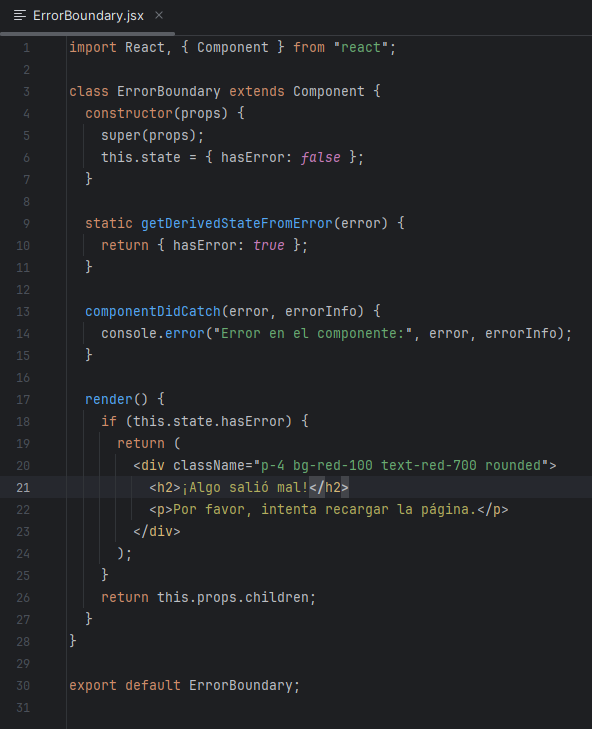 ErrorBoundary.jsx
1 import React, { Component } from "react";
2
3 class ErrorBoundary extends Component {
4   constructor(props) {
5     super(props);
6     this.state = { hasError: false };
7   }
8
9   static getDerivedStateFromError(error) {
10     return { hasError: true };
11   }
12
13   componentDidCatch(error, errorInfo) {
14     console.error("Error en el componente:", error, errorInfo);
15   }
16
17   render() {
18     if (this.state.hasError) {
19       return (
20         <div className="p-4 bg-red-100 text-red-700 rounded">
21           <h2>¡Algo salió mal!</h2>
22           <p>Por favor, intenta recargar la página.</p>
23         </div>
24       );
25     }
26     return this.props.children;
27   }
28 }
29
30 export default ErrorBoundary;
31